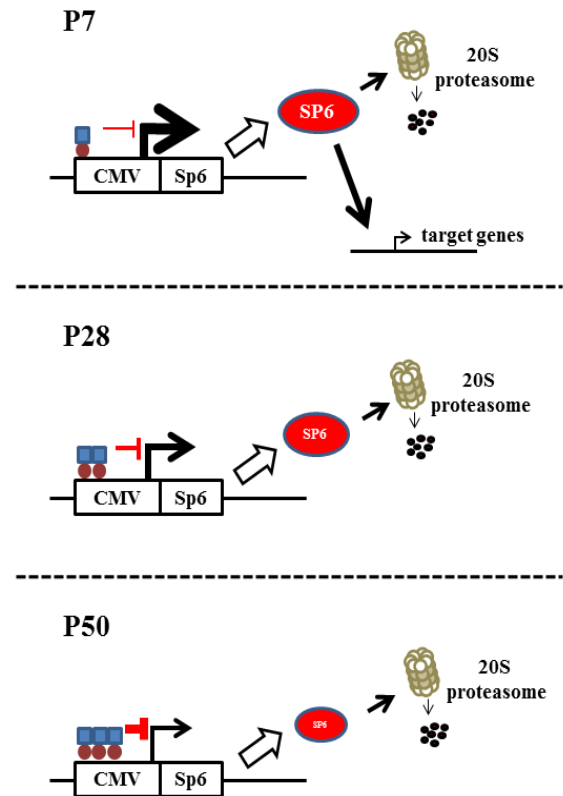 P7
20S
proteasome
SP6
CMV Sp6
target genes
P28
20S
proteasome
SP6
CMV Sp6
P50
20S
proteasome
SP6
CMV Sp6